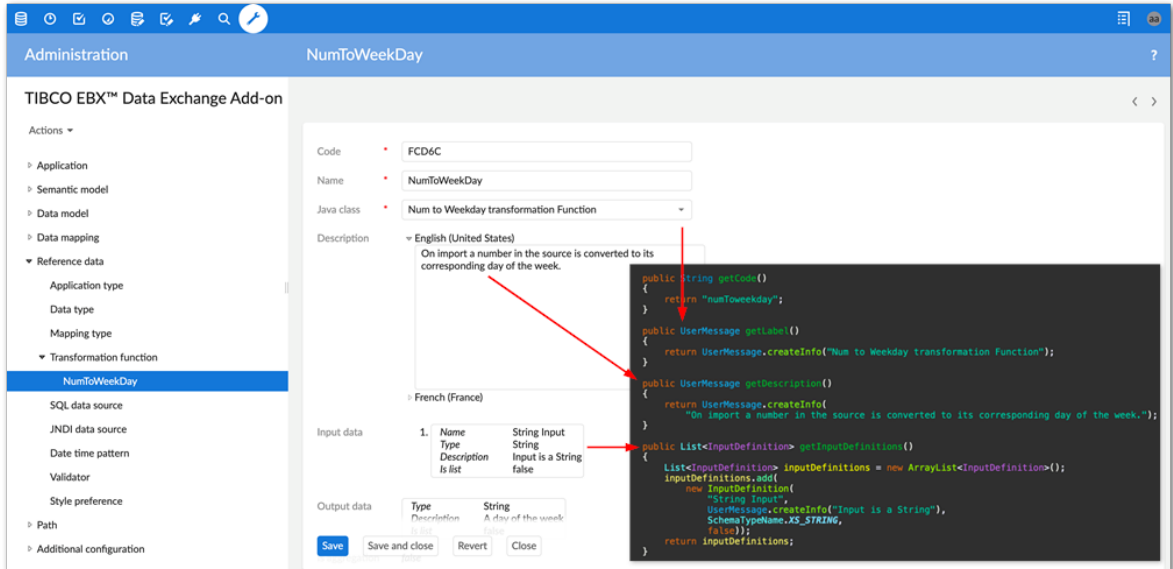 aa
Administration
NumToWeekDay
?
TIBCO EBX™ Data Exchange Add-on
Actions
Application
Semantic model
Data model
Data mapping
Reference data
Application type
Data type
Mapping type
Transformation function
NumToWeekDay
SQL data source
JNDI data source
Date time pattern
Validator
Style preference
Path
Additional configuration
Code * FCD6C
Name * NumToWeekDay
Java class * Num to Weekday transformation Function
Description English (United States)
On import a number in the source is converted to its
corresponding day of the week.
French (France)
Input data 1. Name String Input
Type String
Description Input is a String
Is list false
Output data Type String
Description A day of the week
Is list false
Save Save and close Revert Close
false
public String getCode()
{
return "numToweekday";
}
public UserMessage getLabel()
{
return UserMessage.createInfo("Num to Weekday transformation Function");
}
public UserMessage getDescription()
{
return UserMessage.createInfo(
"On import a number in the source is converted to its corresponding day of the week.");
}
public List<InputDefinition> getInputDefinitions()
{
List<InputDefinition> inputDefinitions = new ArrayList<InputDefinition>();
inputDefinitions.add(
new InputDefinition(
"String Input",
UserMessage.createInfo("Input is a String"),
SchemaTypeName.XS_STRING,
false));
return inputDefinitions;
}